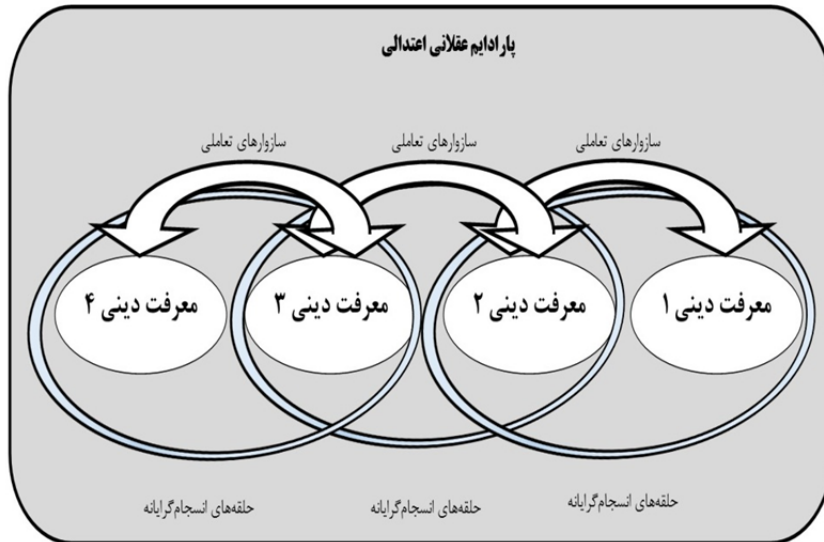 پارادایم عقلانی اعتدالی
سازوارهای تعاملی
سازوارهای تعاملی
سازوارهای تعاملی
معرفت دینی ۱
معرفت دینی ۲
معرفت دینی ۳
معرفت دینی ۴
حلقه‌های انسجام‌گرایانه
حلقه‌های انسجام‌گرایانه
حلقه‌های انسجام‌گرایانه